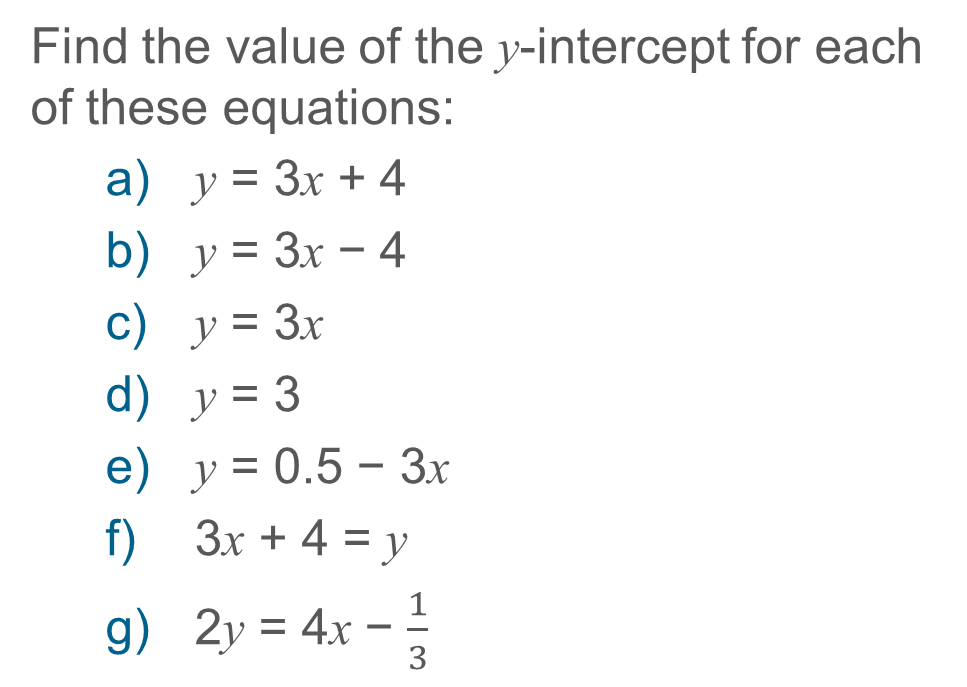 Find the value of the y-intercept for each
of these equations:
a) y = 3x + 4
b) y = 3x − 4
c) y = 3x
d) y = 3
e) y = 0.5 − 3x
f) 3x + 4 = y
g) 2y = 4x − 1/3